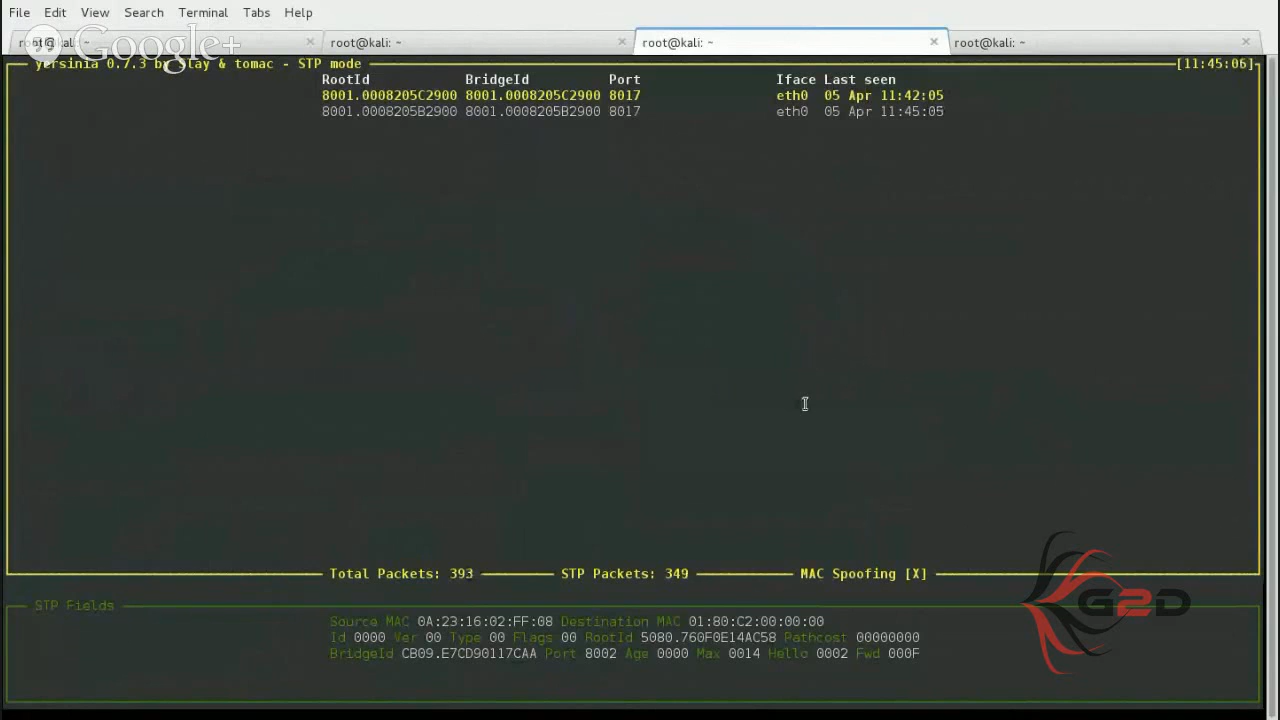 File Edit View Search Terminal Tabs Help
root@kali: ~ × root@kali: ~ × root@kali: ~ × root@kali: ~ ×
Google+
yersinia 0.7.3 by Slay & tomac - STP mode [11:45:06]
RootId BridgeId Port Iface Last seen
8001.0008205C2900 8001.0008205C2900 8017 eth0 05 Apr 11:42:05
8001.0008205B2900 8001.0008205B2900 8017 eth0 05 Apr 11:45:05
Total Packets: 393 STP Packets: 349 MAC Spoofing [X]
STP Fields
Source MAC 0A:23:16:02:FF:08 Destination MAC 01:80:C2:00:00:00
Id 0000 Ver 00 Type 00 Flags 00 RootId 5080.760F0E14AC58 Pathcost 00000000
BridgeId CB09.E7CD90117CAA Port 8002 Age 0000 Max 0014 Hello 0002 Fwd 000F
G2D